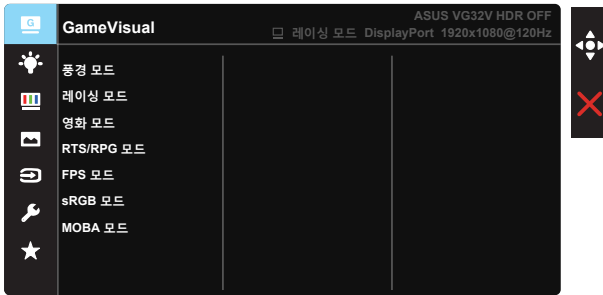 G
GameVisual
ASUS VG32V HDR OFF
레이싱 모드 DisplayPort 1920x1080@120Hz
풍경 모드
레이싱 모드
영화 모드
RTS/RPG 모드
FPS 모드
sRGB 모드
MOBA 모드